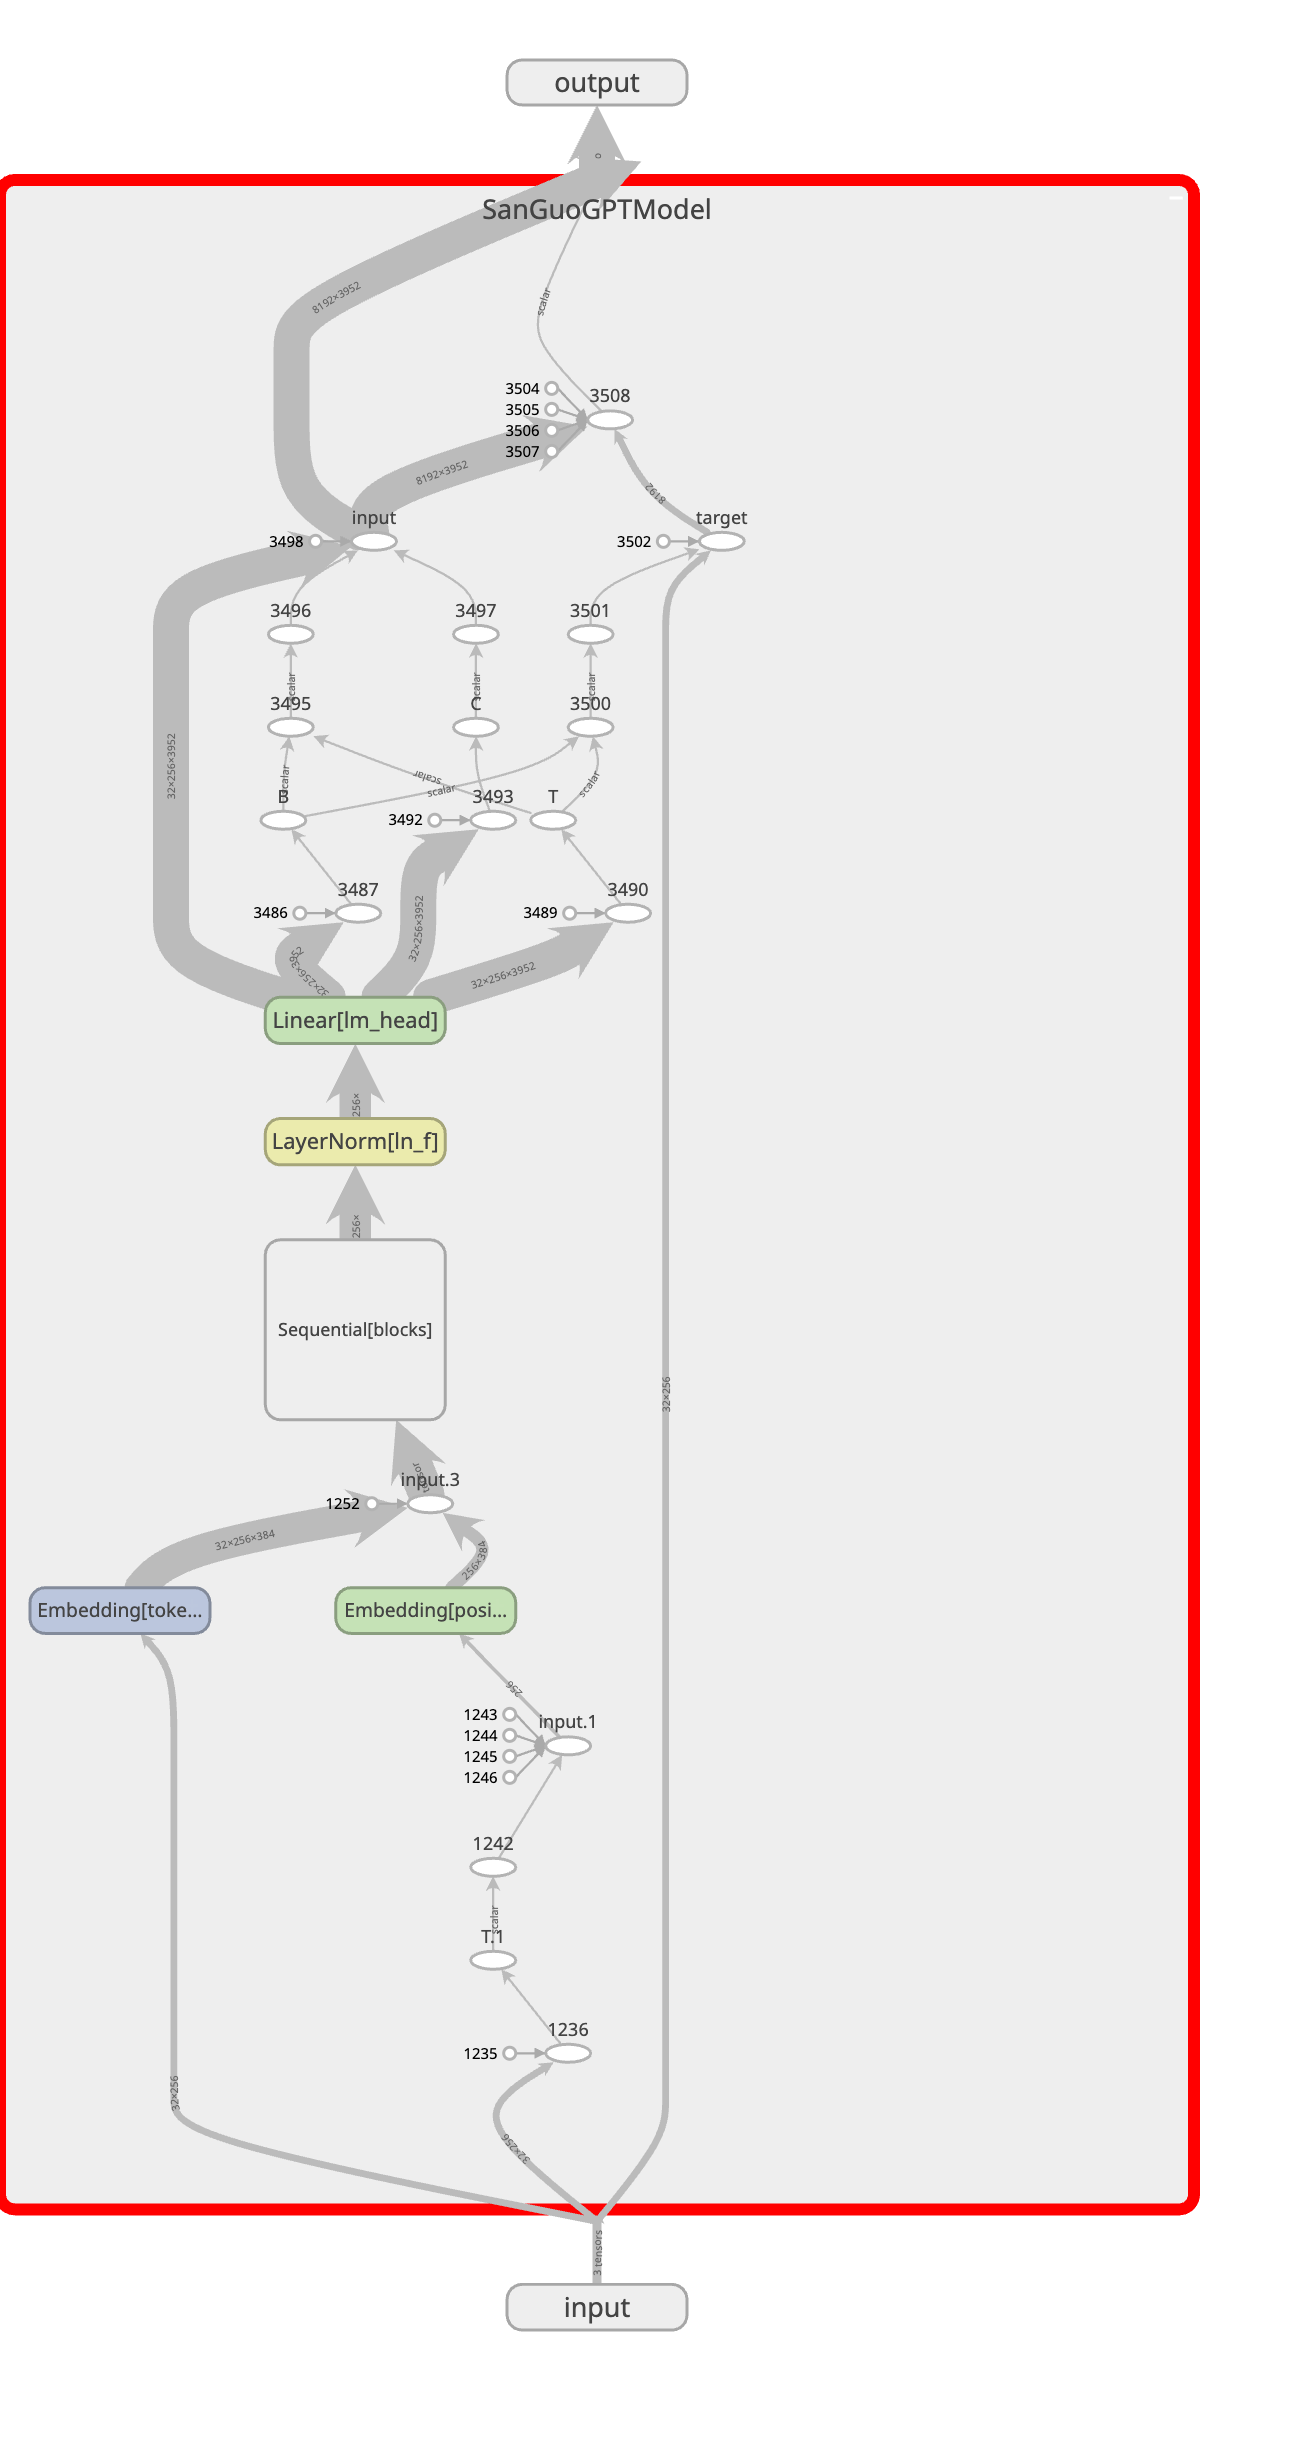 output
SanGuoGPTModel
8192×3952
scalar
3504
3508
3505
3506
3507
8192×3952
8192
input
target
3498
3502
3496
3497
3501
scalar
scalar
scalar
3495
C
3500
32×256×3952
scalar
scalar
scalar
scalar
B
3493
T
3492
3487
3490
3486
3489
32×256×3952
32×256×3952
32×256×3952
Linear[lm_head]
256×
LayerNorm[ln_f]
256×
Sequential[blocks]
32×256
input.3
1252
32×256×384
256×384
Embedding[toke...
Embedding[posi...
256
1243
input.1
1244
1245
1246
1242
scalar
T.1
1236
1235
32×256
32×256
3 tensors
input